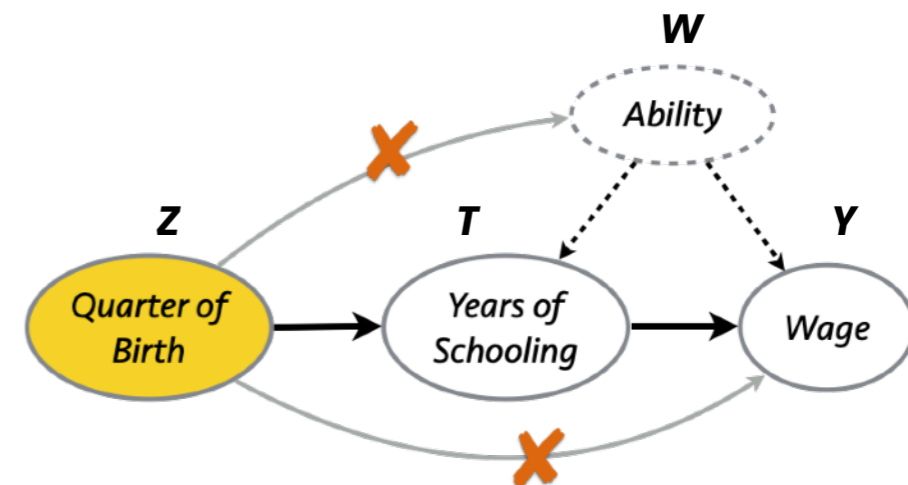 W
Ability
Z
T
Y
Quarter of
Birth
Years of
Schooling
Wage